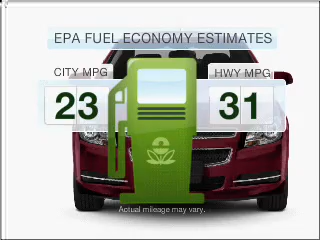 EPA FUEL ECONOMY ESTIMATES
CITY MPG
HWY MPG
23
31
Actual mileage may vary.